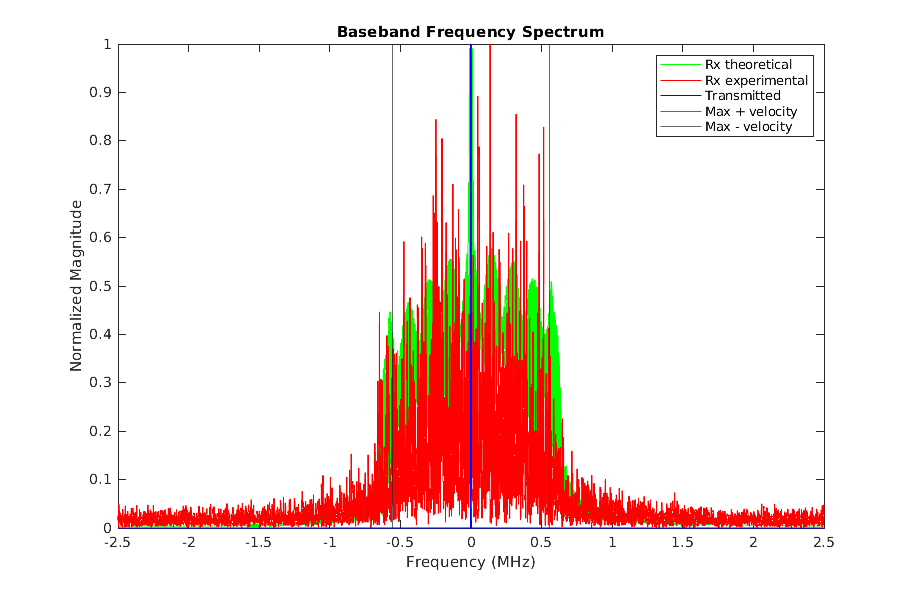 Baseband Frequency Spectrum
1
0.9
0.8
0.7
0.6
0.5
0.4
0.3
0.2
0.1
0
Normalized Magnitude
Rx theoretical
Rx experimental
Transmitted
Max + velocity
Max - velocity
-2.5 -2 -1.5 -1 -0.5 0 0.5 1 1.5 2 2.5
Frequency (MHz)